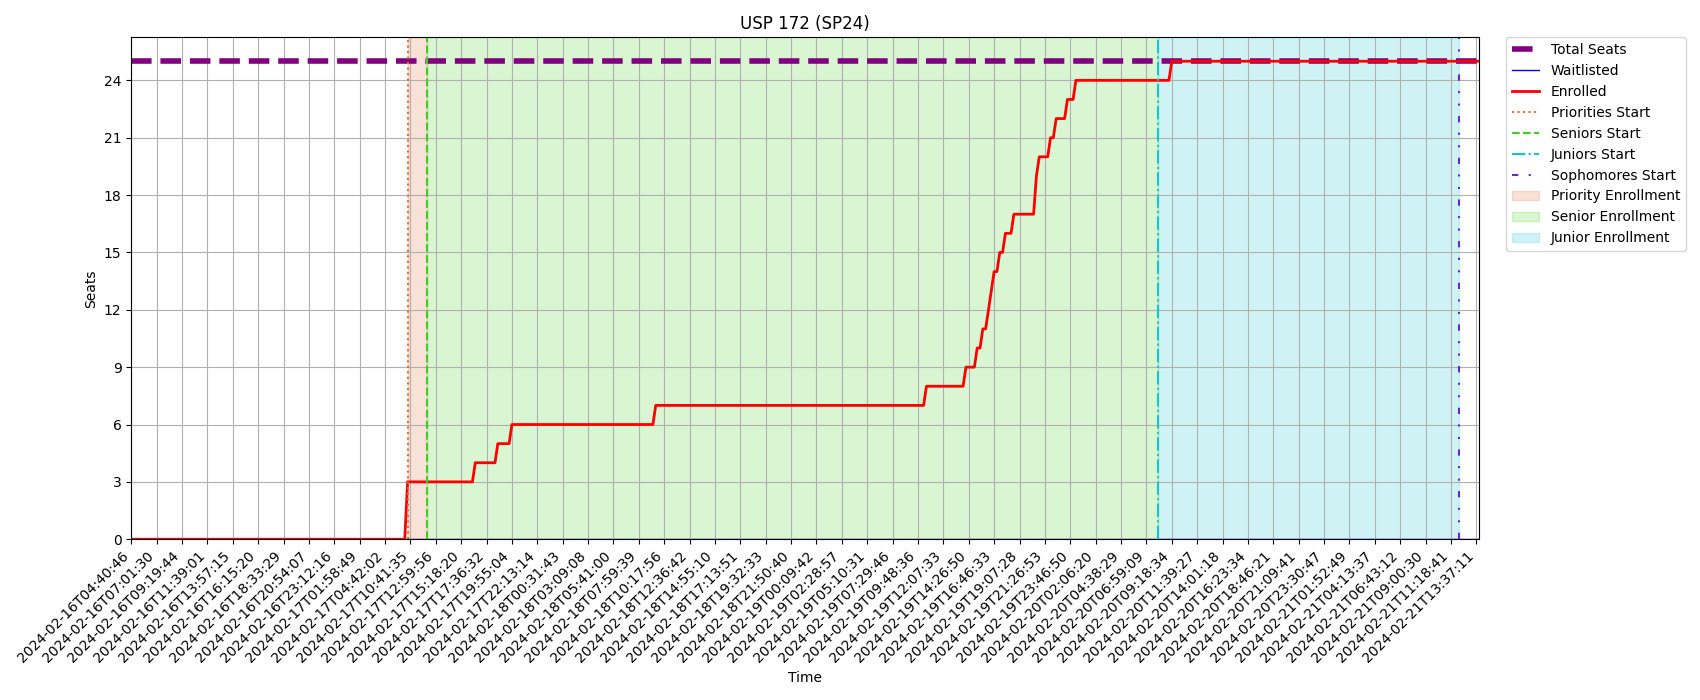 USP 172 (SP24)
Total Seats
Waitlisted
Enrolled
Priorities Start
Seniors Start
Juniors Start
Sophomores Start
Priority Enrollment
Senior Enrollment
Junior Enrollment
Seats
24
21
18
15
12
9
6
3
0
2024-02-16T04:40:46
2024-02-16T07:01:30
2024-02-16T09:19:44
2024-02-16T11:39:01
2024-02-16T13:57:15
2024-02-16T16:15:20
2024-02-16T18:33:29
2024-02-16T20:54:07
2024-02-16T23:12:16
2024-02-17T01:58:49
2024-02-17T04:42:02
2024-02-17T10:41:35
2024-02-17T12:59:56
2024-02-17T15:18:20
2024-02-17T17:36:32
2024-02-17T19:55:04
2024-02-17T22:13:14
2024-02-18T00:31:43
2024-02-18T03:09:08
2024-02-18T05:41:00
2024-02-18T07:59:39
2024-02-18T10:17:56
2024-02-18T12:36:42
2024-02-18T14:55:10
2024-02-18T17:13:51
2024-02-18T19:32:33
2024-02-18T21:50:40
2024-02-19T00:09:42
2024-02-19T02:28:57
2024-02-19T05:10:31
2024-02-19T07:29:46
2024-02-19T09:48:36
2024-02-19T12:07:33
2024-02-19T14:26:50
2024-02-19T16:46:33
2024-02-19T19:07:28
2024-02-19T21:26:53
2024-02-19T23:46:50
2024-02-20T02:06:20
2024-02-20T04:38:29
2024-02-20T06:59:09
2024-02-20T09:18:34
2024-02-20T11:39:27
2024-02-20T14:01:18
2024-02-20T16:23:34
2024-02-20T18:46:21
2024-02-20T21:09:41
2024-02-20T23:30:47
2024-02-21T01:52:49
2024-02-21T04:13:37
2024-02-21T06:43:12
2024-02-21T09:00:30
2024-02-21T11:18:41
2024-02-21T13:37:11
Time